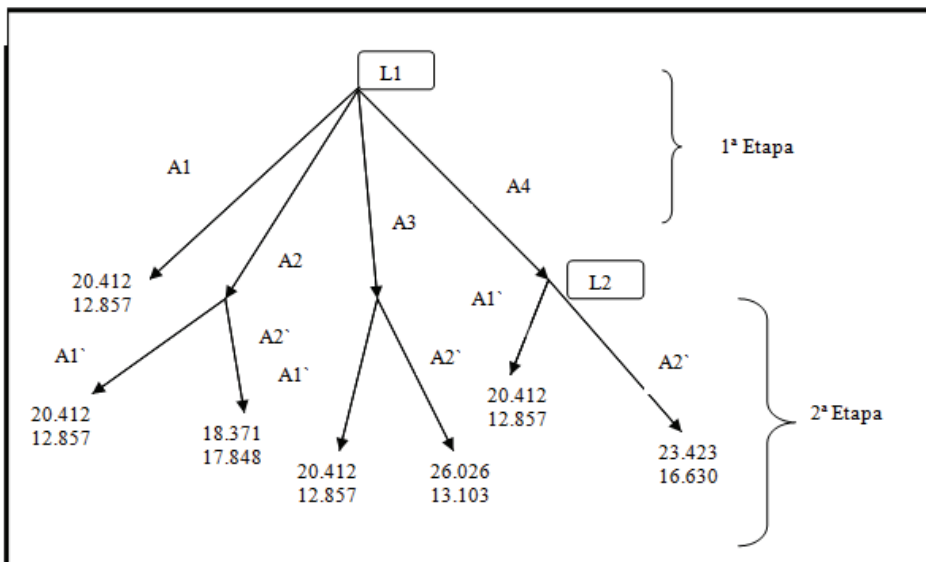 L1
1ª Etapa
A1
A4
A3
A2
20.412
12.857
L2
A1`
A2`
A1`
A2`
A1`
A2`
20.412
12.857
20.412
12.857
18.371
17.848
2ª Etapa
20.412
12.857
26.026
13.103
23.423
16.630